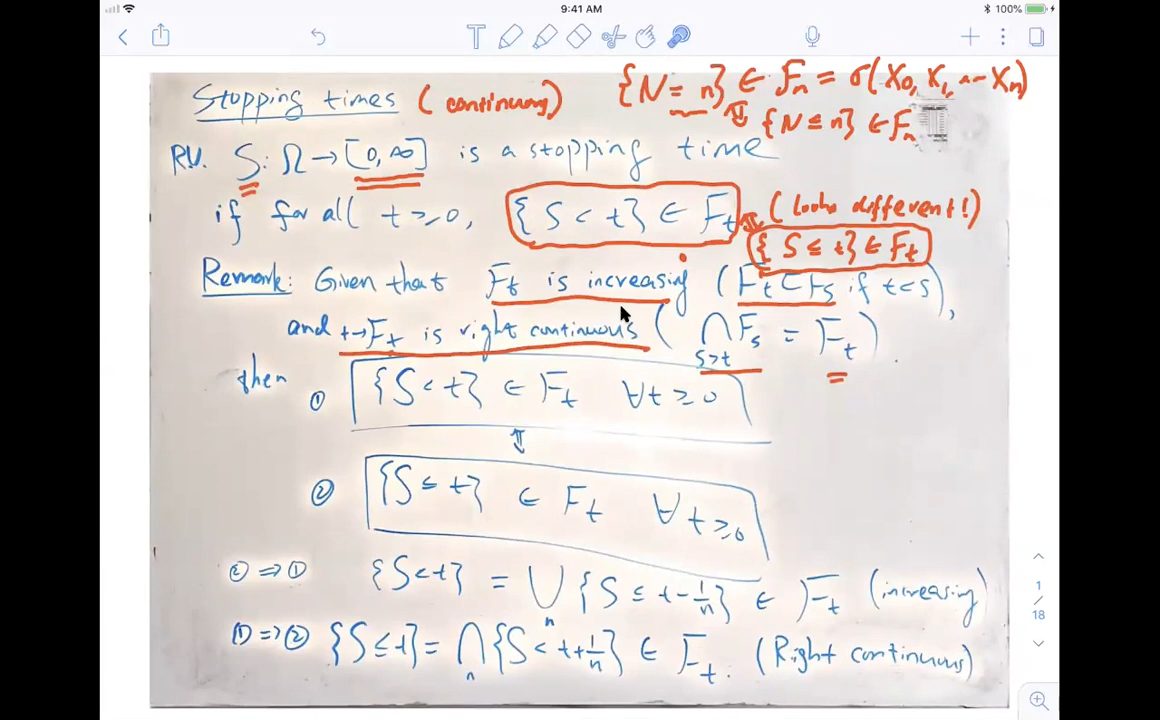 9:41 AM
100%
Stopping times (continuous)
{N = n} ∈ Fn = σ(X0, X1, ... Xn)
⇕ {N ≤ n} ∈ Fn
R.V. S: Ω → [0, ∞] is a stopping time
if for all t ≥ 0, {S < t} ∈ Ft ⇕ (looks different!)
{S ≤ t} ∈ Ft
Remark: Given that Ft is increasing (Ft ⊂ Fs if t < s),
and t → Ft is right continuous ( ⋂ s>t Fs = Ft )
then
① {S < t} ∈ Ft ∀t ≥ 0
⇕
② {S ≤ t} ∈ Ft ∀t ≥ 0
② ⇒ ① {S < t} = ⋃ n {S ≤ t - 1/n} ∈ Ft (increasing)
① ⇒ ② {S ≤ t} = ⋂ n {S < t + 1/n} ∈ Ft. (Right continuous)
1
/
18